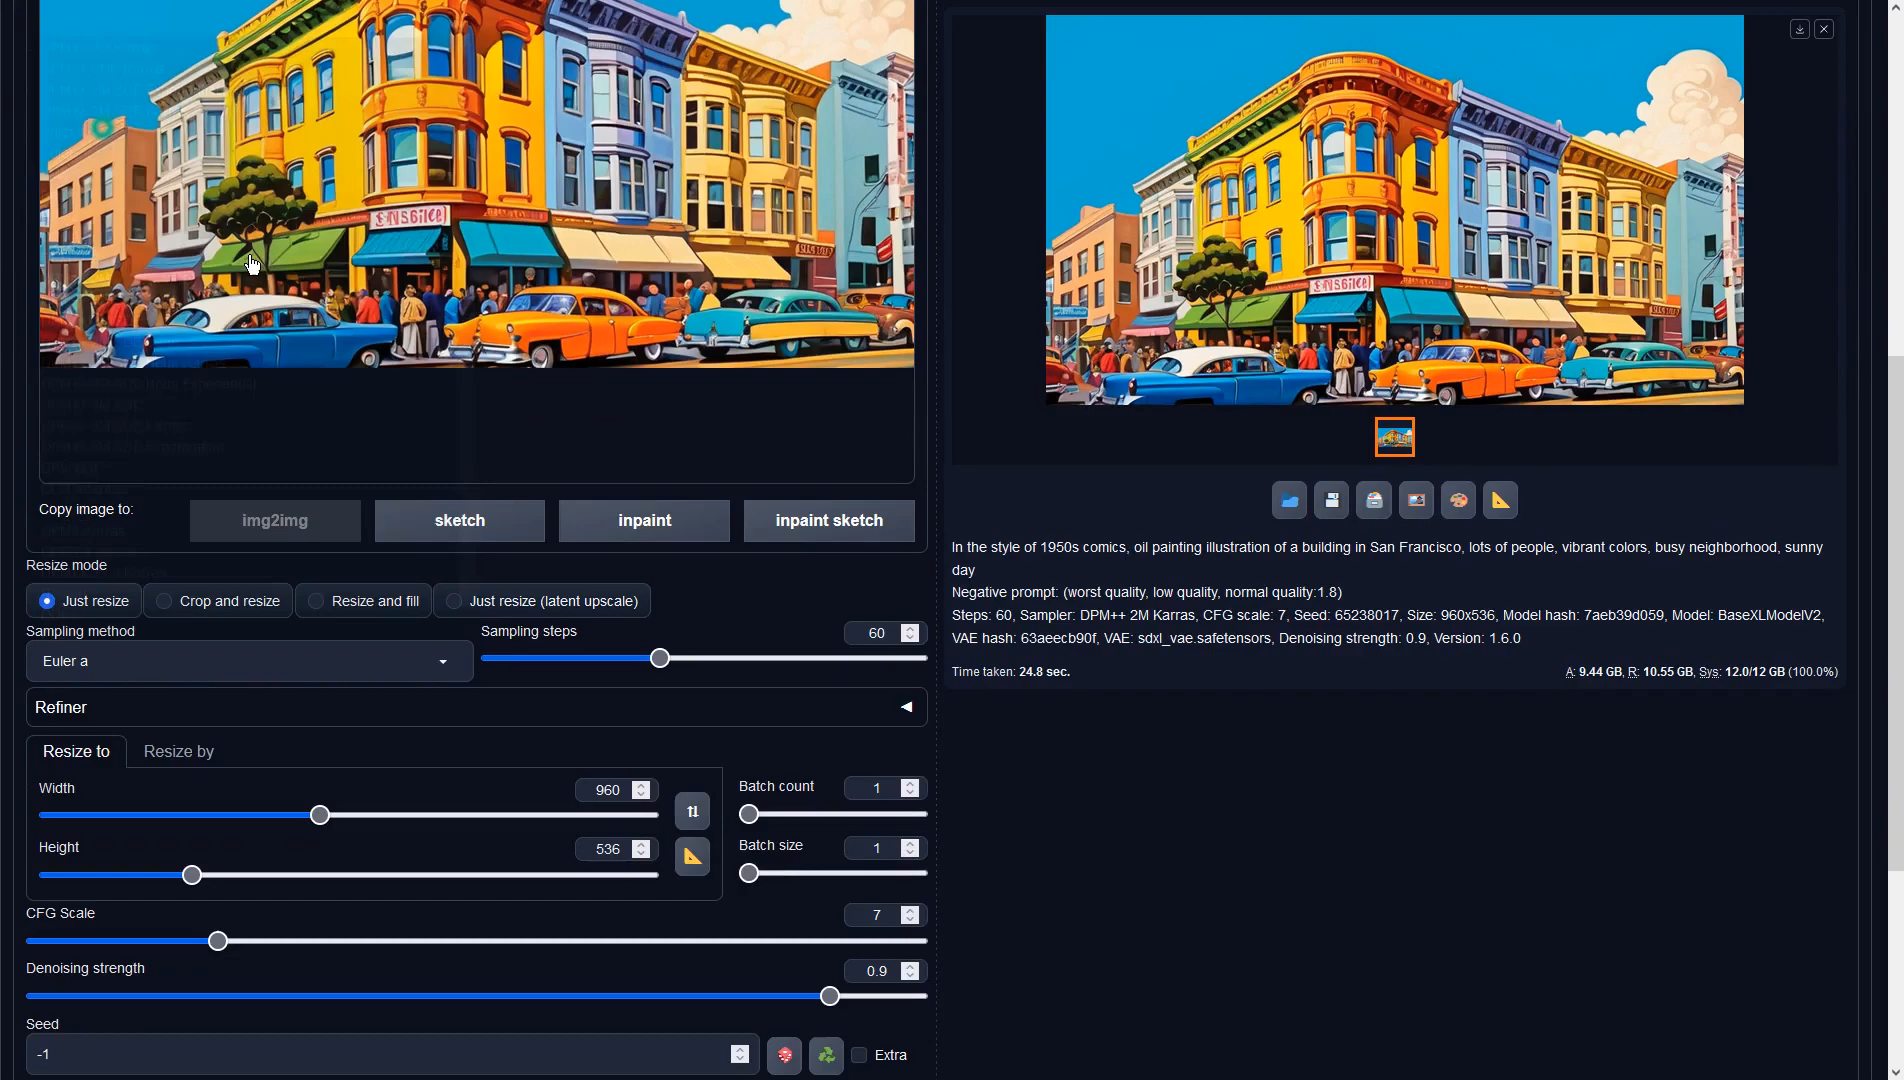 Copy image to:
img2img
sketch
inpaint
inpaint sketch
Resize mode
Just resize
Crop and resize
Resize and fill
Just resize (latent upscale)
Sampling method
Euler a
Sampling steps
60
Refiner
Resize to
Resize by
Width
960
Height
536
Batch count
1
Batch size
1
CFG Scale
7
Denoising strength
0.9
Seed
-1
Extra
In the style of 1950s comics, oil painting illustration of a building in San Francisco, lots of people, vibrant colors, busy neighborhood, sunny
day
Negative prompt: (worst quality, low quality, normal quality:1.8)
Steps: 60, Sampler: DPM++ 2M Karras, CFG scale: 7, Seed: 65238017, Size: 960x536, Model hash: 7aeb39d059, Model: BaseXLModelV2,
VAE hash: 63aeecb90f, VAE: sdxl_vae.safetensors, Denoising strength: 0.9, Version: 1.6.0
Time taken: 24.8 sec.
A: 9.44 GB, R: 10.55 GB, Sys: 12.0/12 GB (100.0%)